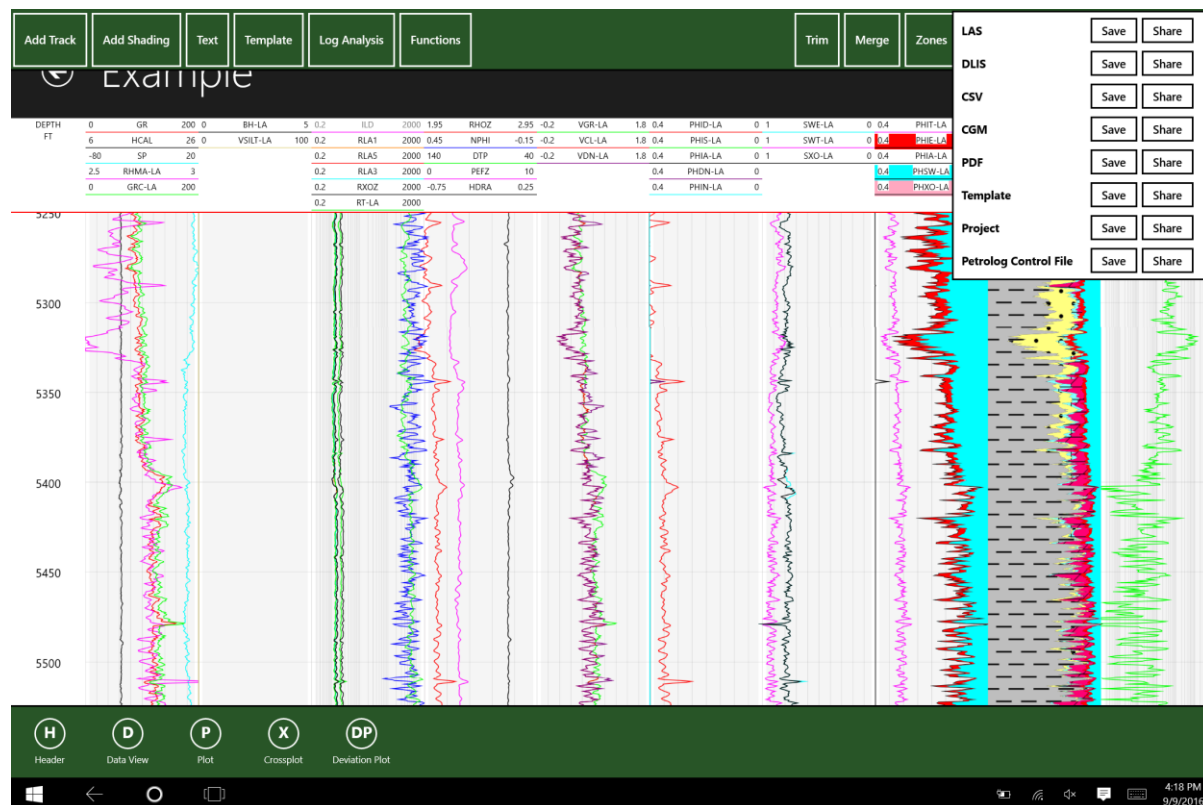 Add Track Add Shading Text Template Log Analysis Functions Trim Merge Zones
Example
LAS Save Share
DLIS Save Share
CSV Save Share
CGM Save Share
PDF Save Share
Template Save Share
Project Save Share
Petrolog Control File Save Share
DEPTH 0 GR 200 0 BH-LA 5 0.2 ILD 2000 1.95 RHOZ 2.95 -0.2 VGR-LA 1.8 0.4 PHID-LA 0 1 SWE-LA 0 0.4 PHIT-LA
FT 6 HCAL 26 0 VSILT-LA 100 0.2 RLA1 2000 0.45 NPHI -0.15 -0.2 VCL-LA 1.8 0.4 PHIS-LA 0 1 SWT-LA 0 0.4 PHIE-LA
-80 SP 20 0.2 RLA5 2000 140 DTP 40 -0.2 VDN-LA 1.8 0.4 PHIA-LA 0 1 SXO-LA 0 0.4 PHIA-LA
2.5 RHMA-LA 3 0.2 RLA3 2000 0 PEFZ 10 0.4 PHDN-LA 0 0.4 PHSW-LA
0 GRC-LA 200 0.2 RXOZ 2000 -0.75 HDRA 0.25 0.4 PHIN-LA 0 0.4 PHXO-LA
0.2 RT-LA 2000
5250
5300
5350
5400
5450
5500
H D P X DP
Header Data View Plot Crossplot Deviation Plot
4:18 PM